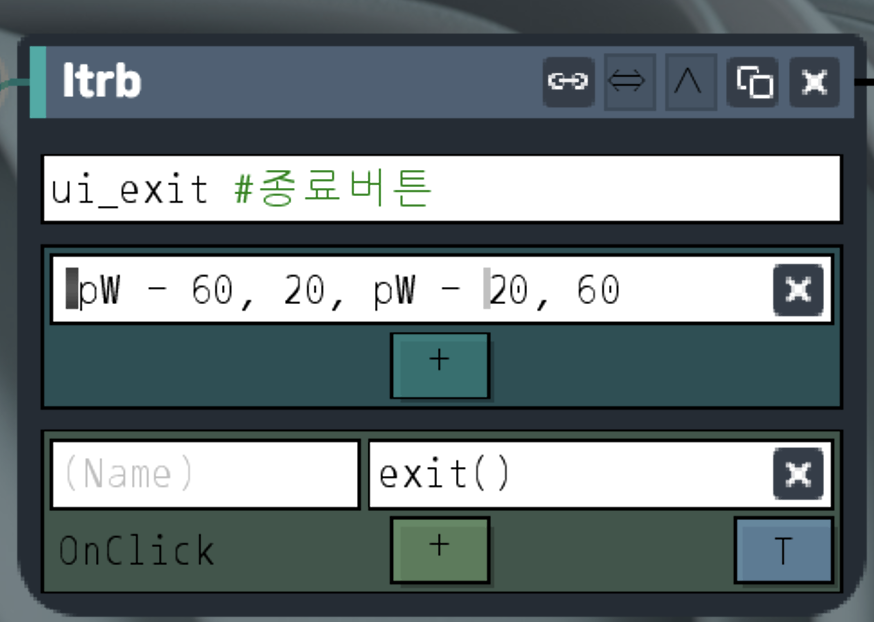 ltrb
ui_exit #종료버튼
pW - 60, 20, pW - 20, 60
+
(Name) exit()
OnClick + T